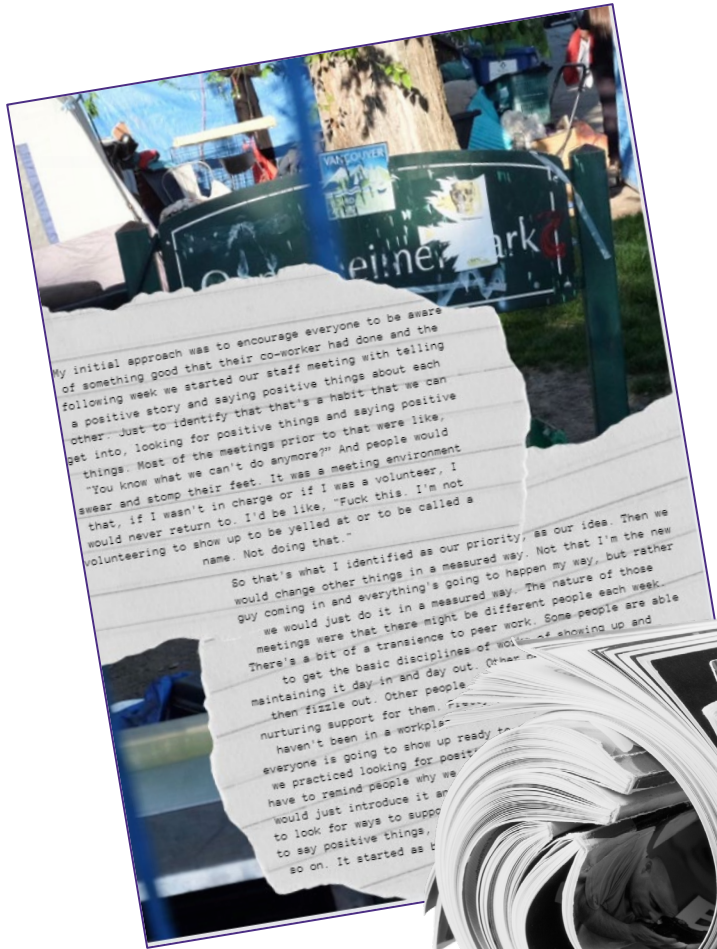 VANCOUVER
eimer ark
My initial approach was to encourage everyone to be aware
of something good that their co-worker had done and the
following week we started our staff meeting with telling
a positive story and saying positive things about each
other. Just to identify that that's a habit that we can
get into, looking for positive things and saying positive
things. Most of the meetings prior to that were like,
"You know what we can't do anymore?" And people would
swear and stomp their feet. It was a meeting environment
that, if I wasn't in charge or if I was a volunteer, I
would never return to. I'd be like, "Fuck this. I'm not
volunteering to show up to be yelled at or to be called a
name. Not doing that."
So that's what I identified as our priority, as our idea. Then we
would change other things in a measured way. Not that I'm the new
guy coming in and everything's going to happen my way, but rather
we would just do it in a measured way. The nature of those
meetings were that there might be different people each week.
There's a bit of a transience to peer work. Some people are able
to get the basic disciplines of work of showing up and
maintaining it day in and day out. Other
then fizzle out. Other people
nurturing support for them.
haven't been in a workplac
everyone is going to show up ready to
we practiced looking for positi
have to remind people why we
would just introduce it an
to look for ways to suppo
to say positive things,
so on. It started as b